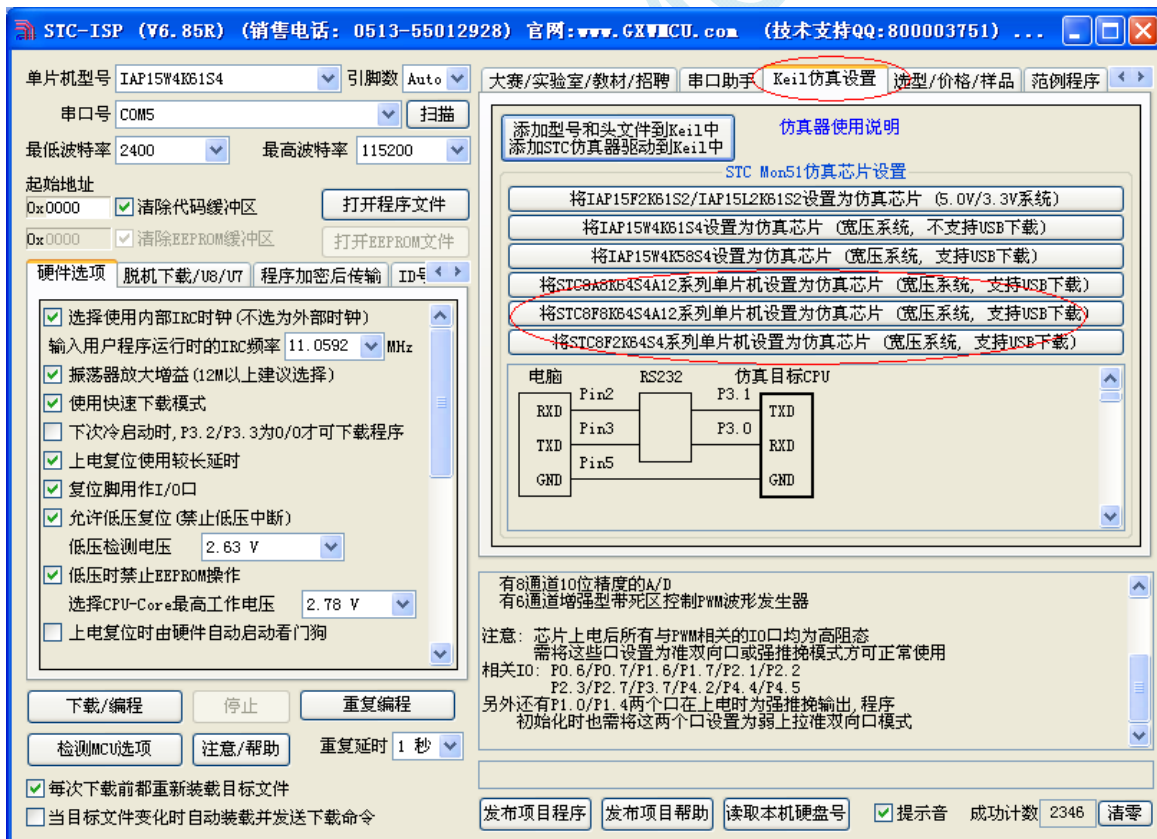 STC-ISP (V6.85R) (销售电话: 0513-55012928) 官网:www.GXWMCU.com (技术支持QQ:800003751) ...
单片机型号 IAP15W4K61S4 引脚数 Auto
串口号 COM5 扫描
最低波特率 2400 最高波特率 115200
起始地址
0x0000 清除代码缓冲区 打开程序文件
0x0000 清除EEPROM缓冲区 打开EEPROM文件
硬件选项 脱机下载/U8/U7 程序加密后传输 ID号
选择使用内部IRC时钟(不选为外部时钟)
输入用户程序运行时的IRC频率 11.0592 MHz
振荡器放大增益(12M以上建议选择)
使用快速下载模式
下次冷启动时,P3.2/P3.3为0/0才可下载程序
上电复位使用较长延时
复位脚用作I/O口
允许低压复位(禁止低压中断)
低压检测电压 2.63 V
低压时禁止EEPROM操作
选择CPU-Core最高工作电压 2.78 V
上电复位时由硬件自动启动看门狗
下载/编程 停止 重复编程
检测MCU选项 注意/帮助 重复延时 1 秒
每次下载前都重新装载目标文件
当目标文件变化时自动装载并发送下载命令
大赛/实验室/教材/招聘 串口助手 Keil仿真设置 选型/价格/样品 范例程序
添加型号和头文件到Keil中
添加STC仿真器驱动到Keil中
仿真器使用说明
STC Mon51仿真芯片设置
将IAP15F2K61S2/IAP15L2K61S2设置为仿真芯片 (5.0V/3.3V系统)
将IAP15W4K61S4设置为仿真芯片 (宽压系统, 不支持USB下载)
将IAP15W4K58S4设置为仿真芯片 (宽压系统, 支持USB下载)
将STC8A8K64S4A12系列单片机设置为仿真芯片 (宽压系统, 支持USB下载)
将STC8F8K64S4A12系列单片机设置为仿真芯片 (宽压系统, 支持USB下载)
将STC8F2K64S4系列单片机设置为仿真芯片 (宽压系统, 支持USB下载)
电脑 RS232 仿真目标CPU
Pin2 P3.1
RXD TXD
Pin3 P3.0
TXD RXD
Pin5
GND GND
有8通道10位精度的A/D
有6通道增强型带死区控制PWM波形发生器
注意: 芯片上电后所有与PWM相关的IO口均为高阻态
需将这些口设置为准双向口或强推挽模式方可正常使用
相关IO: P0.6/P0.7/P1.6/P1.7/P2.1/P2.2
P2.3/P2.7/P3.7/P4.2/P4.4/P4.5
另外还有P1.0/P1.4两个口在上电时为强推挽输出,程序
初始化时也需将这两个口设置为弱上拉准双向口模式
发布项目程序 发布项目帮助 读取本机硬盘号 提示音 成功计数 2346 清零